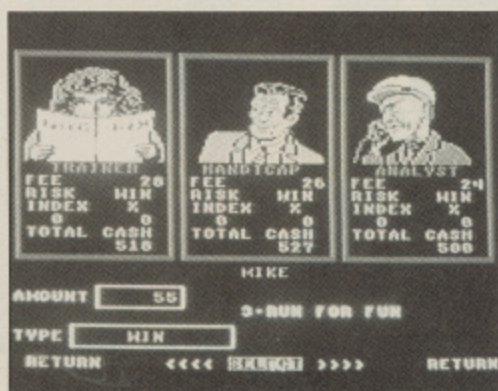 TRAINER HANDICAP ANALYST
FEE 28 FEE 26 FEE 24
RISK WIN RISK WIN RISK WIN
INDEX % INDEX % INDEX %
0 0 0 0 0 0
TOTAL CASH TOTAL CASH TOTAL CASH
518 527 500
MIKE
AMOUNT 55
3-RUN FOR FUN
TYPE WIN
RETURN <<<< SELECT >>>> RETURN